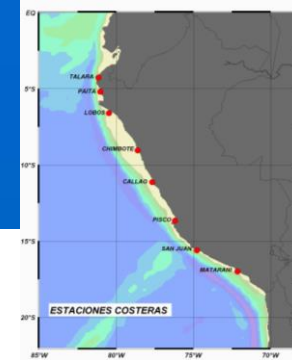 EQ
TALARA
PAITA
5°S
LOBOS
CHIMBOTE
10°S
CALLAO
PISCO
15°S
SAN JUAN
MATARANI
ESTACIONES COSTERAS
20°S
85°W 80°W 75°W 70°W